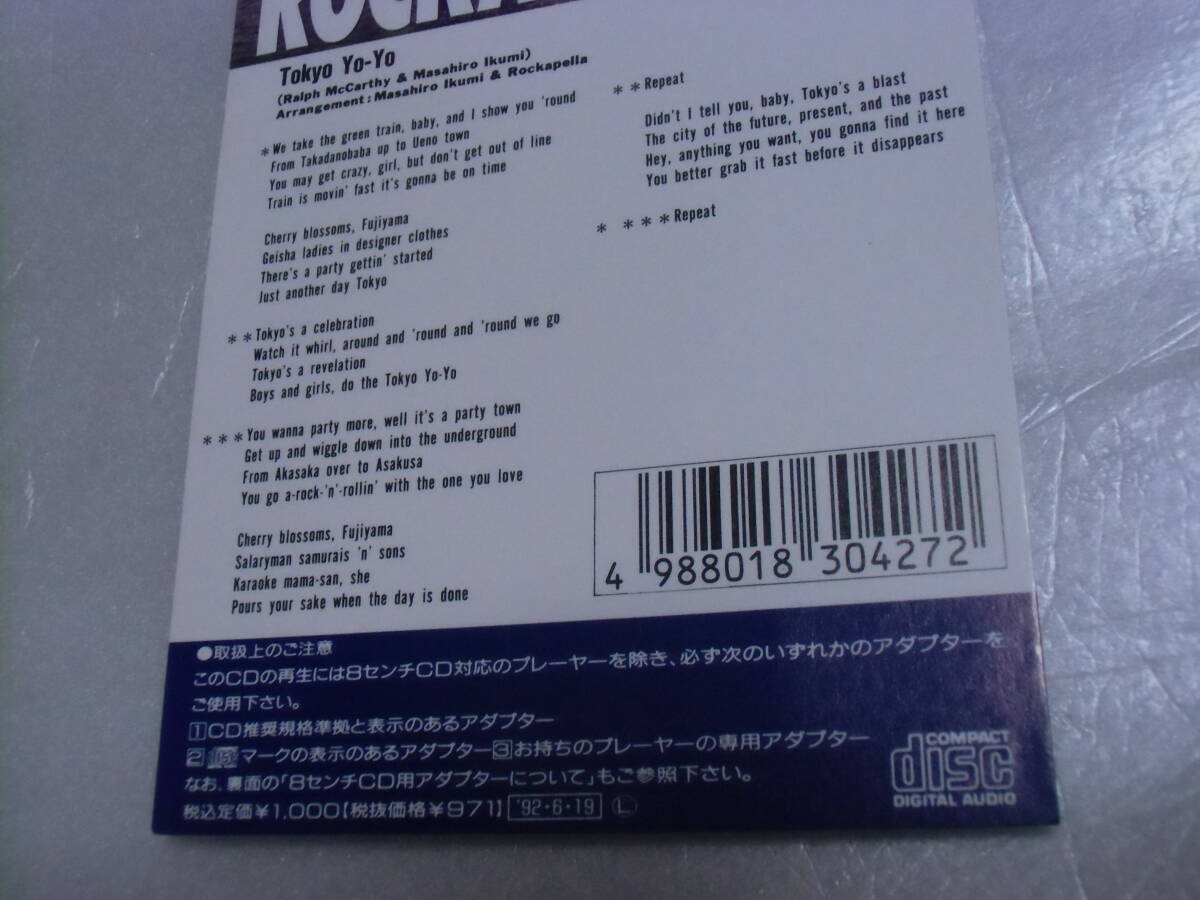 Tokyo Yo-Yo
(Ralph McCarthy & Masahiro Ikumi)
Arrangement : Masahiro Ikumi & Rockapella
*We take the green train, baby, and I show you 'round
From Takadanobaba up to Ueno town
You may get crazy, girl, but don't get out of line
Train is movin' fast it's gonna be on time
Cherry blossoms, Fujiyama
Geisha ladies in designer clothes
There's a party gettin' started
Just another day Tokyo
**Tokyo's a celebration
Watch it whirl, around and 'round and 'round we go
Tokyo's a revelation
Boys and girls, do the Tokyo Yo-Yo
***You wanna party more, well it's a party town
Get up and wiggle down into the underground
From Akasaka over to Asakusa
You go a-rock-'n'-rollin' with the one you love
Cherry blossoms, Fujiyama
Salaryman samurais 'n' sons
Karaoke mama-san, she
Pours your sake when the day is done
**Repeat
Didn't I tell you, baby, Tokyo's a blast
The city of the future, present, and the past
Hey, anything you want, you gonna find it here
You better grab it fast before it disappears
* ***Repeat
4 988018 304272
●取扱上のご注意
このCDの再生には8センチCD対応のプレーヤーを除き、必ず次のいずれかのアダプターを
ご使用下さい。
1CD推奨規格準拠と表示のあるアダプター
2 マークの表示のあるアダプター3お持ちのプレーヤーの専用アダプター
なお、裏面の「8センチCD用アダプターについて」もご参照下さい。
税込定価¥1,000【税抜価格¥971】 '92・6・19 Ⓛ
COMPACT
disc
DIGITAL AUDIO